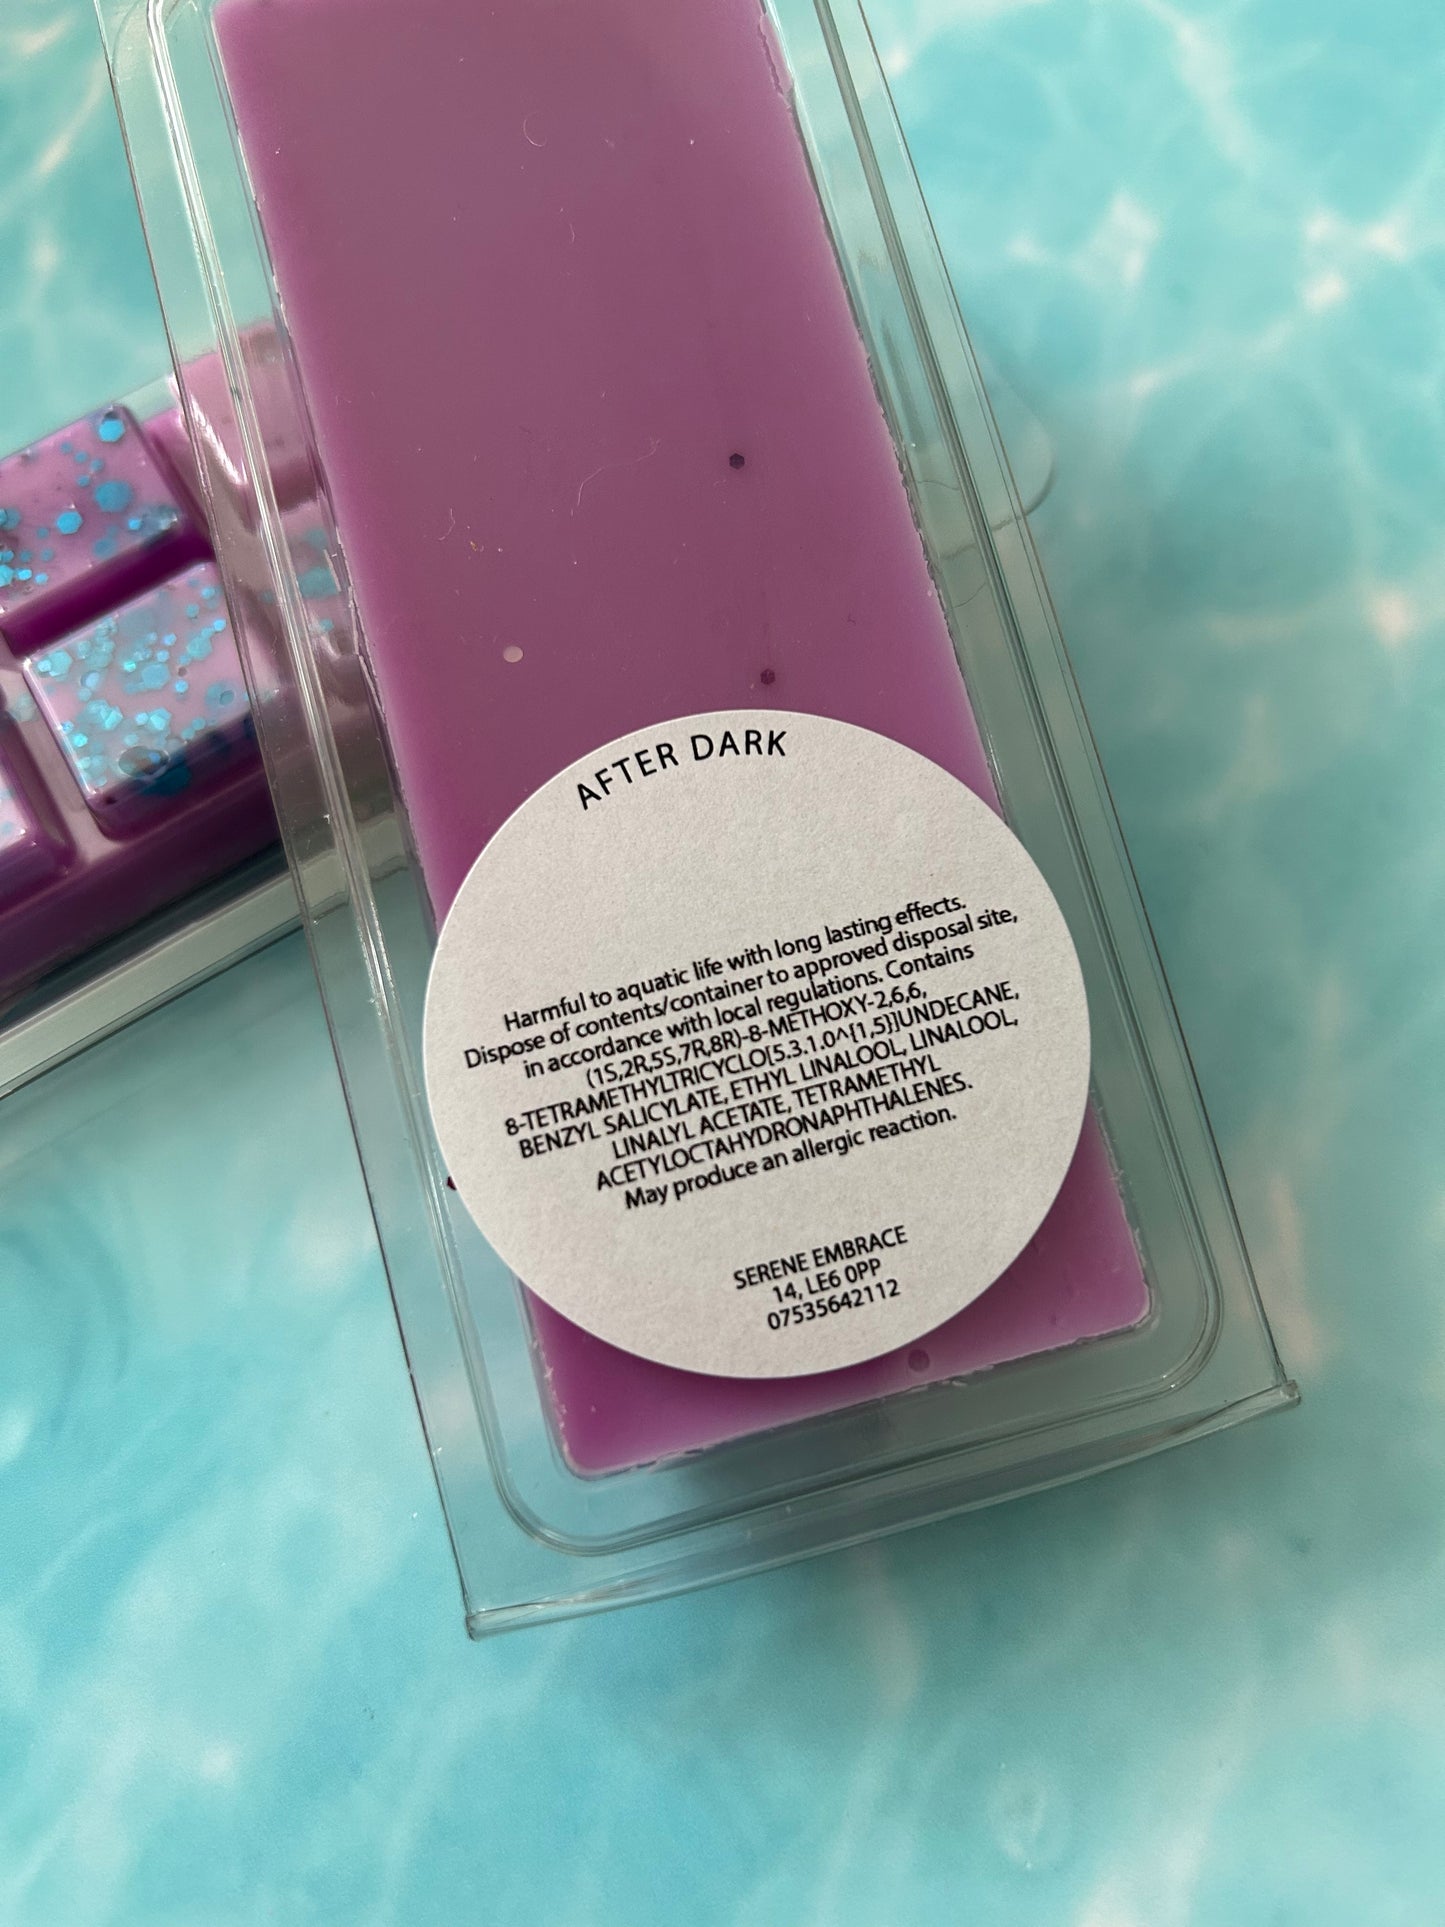 AFTER DARK
Harmful to aquatic life with long lasting effects.
Dispose of contents/container to approved disposal site,
in accordance with local regulations. Contains
(1S,2R,5S,7R,8R)-8-METHOXY-2,6,6,
8-TETRAMETHYLTRICYCLO[5.3.1.0^{1,5}]UNDECANE,
BENZYL SALICYLATE, ETHYL LINALOOL, LINALOOL,
LINALYL ACETATE, TETRAMETHYL
ACETYLOCTAHYDRONAPHTHALENES.
May produce an allergic reaction.
SERENE EMBRACE
14, LE6 0PP
07535642112